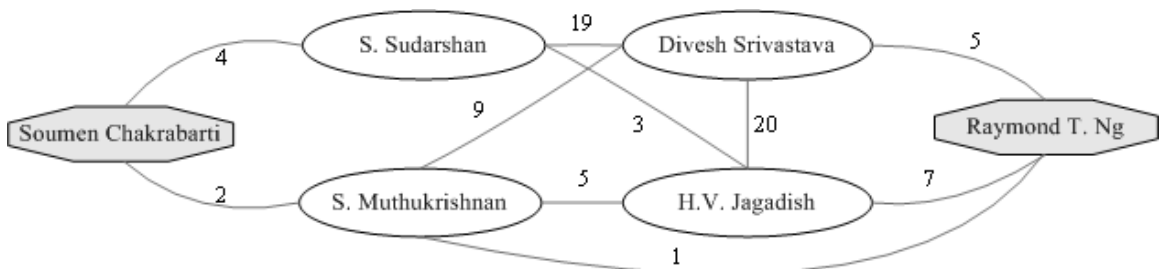 19
S. Sudarshan
Divesh Srivastava
5
4
9
3
20
Soumen Chakrabarti
Raymond T. Ng
2
S. Muthukrishnan
5
H.V. Jagadish
7
1